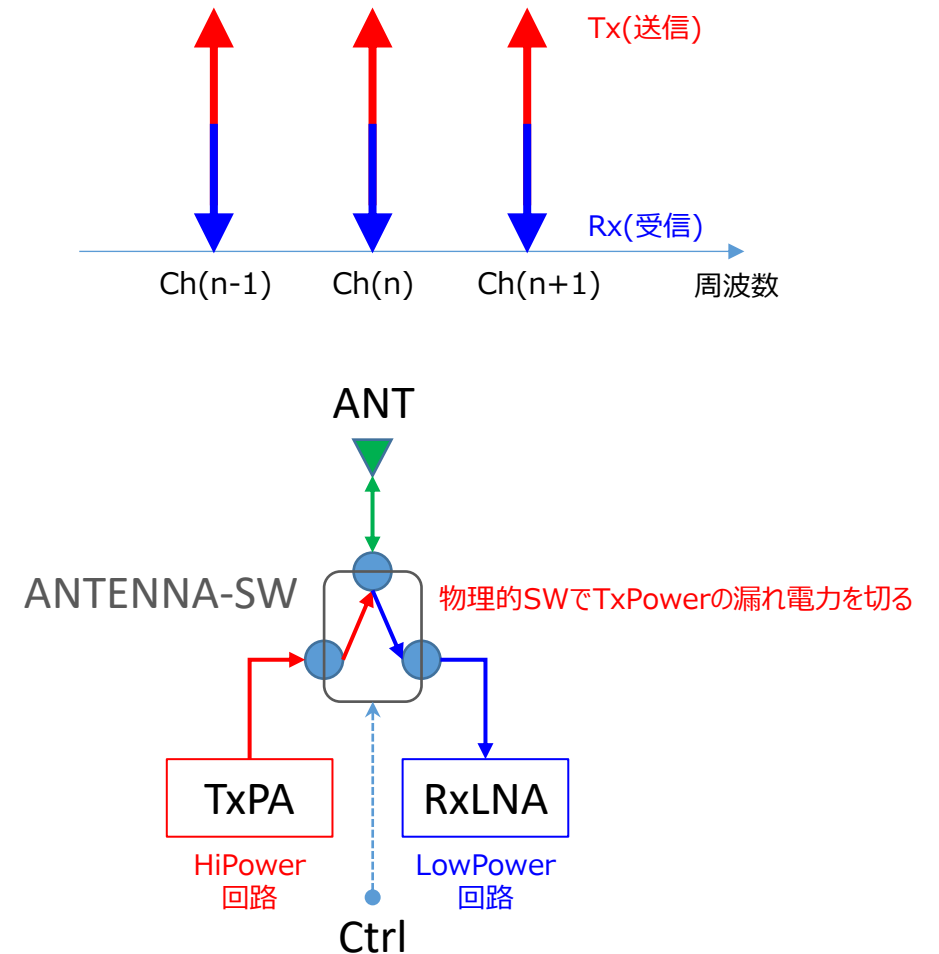 Tx(送信)
Rx(受信)
Ch(n-1)
Ch(n)
Ch(n+1)
周波数
ANT
ANTENNA-SW
物理的SWでTxPowerの漏れ電力を切る
TxPA
RxLNA
HiPower
回路
LowPower
回路
Ctrl